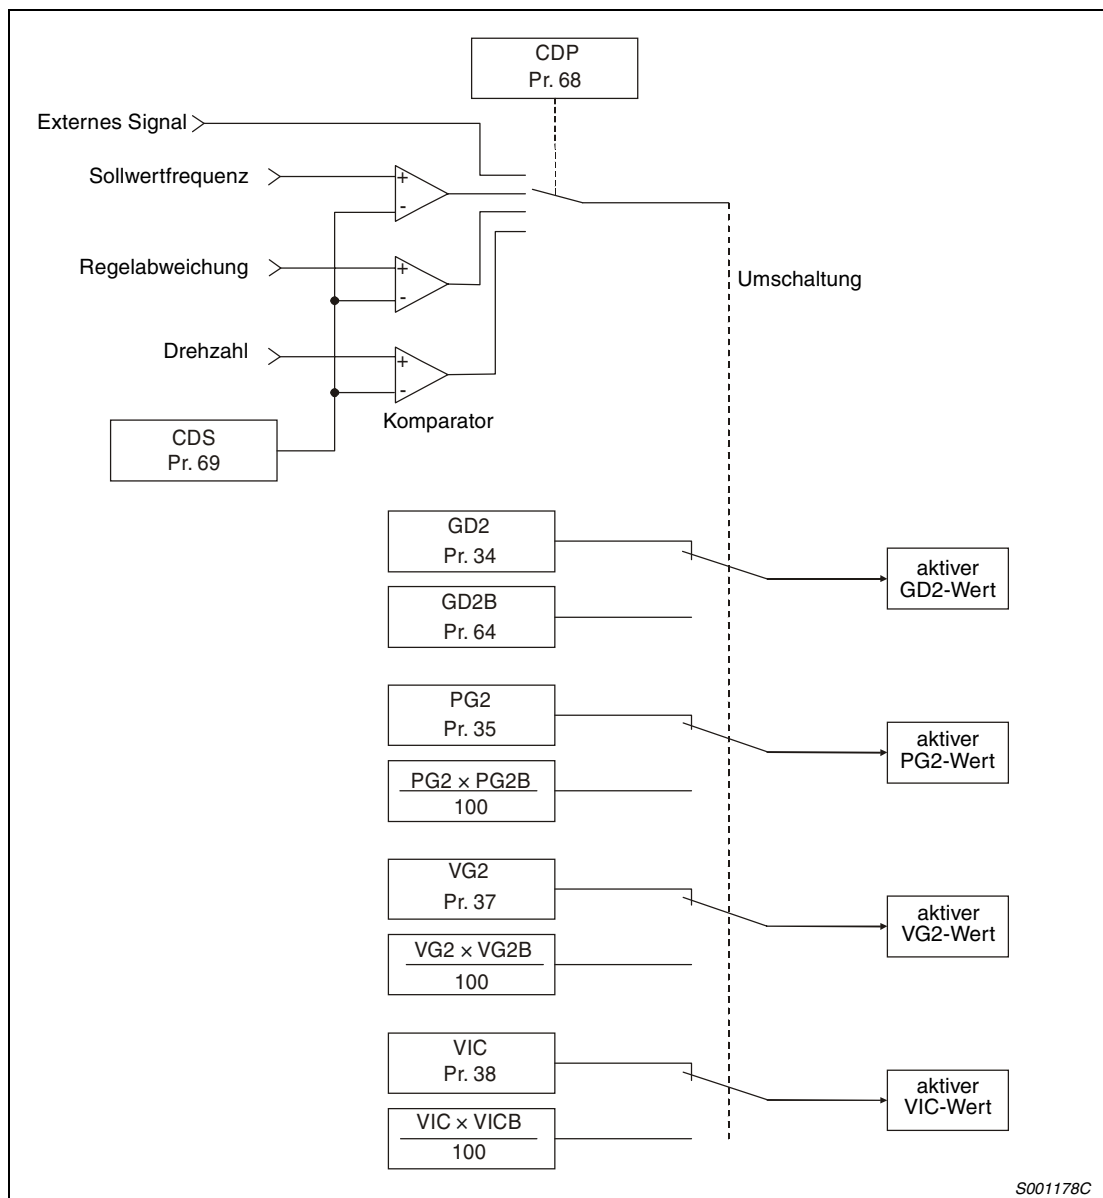 CDP
Pr. 68
Externes Signal
Sollwertfrequenz
+
-
Regelabweichung
+
-
Umschaltung
Drehzahl
+
-
Komparator
CDS
Pr. 69
GD2
Pr. 34
aktiver
GD2-Wert
GD2B
Pr. 64
PG2
Pr. 35
aktiver
PG2-Wert
PG2 × PG2B
100
VG2
Pr. 37
aktiver
VG2-Wert
VG2 × VG2B
100
VIC
Pr. 38
aktiver
VIC-Wert
VIC × VICB
100
S001178C